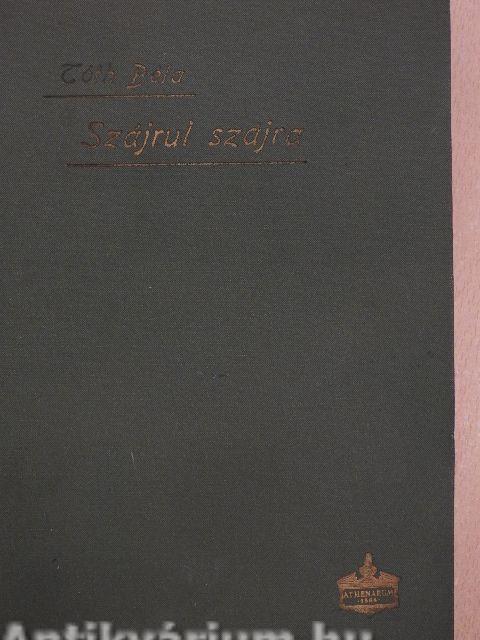 Tóth Béla
Szájrul szájra
ATHENAEUM
Antikvárium.hu